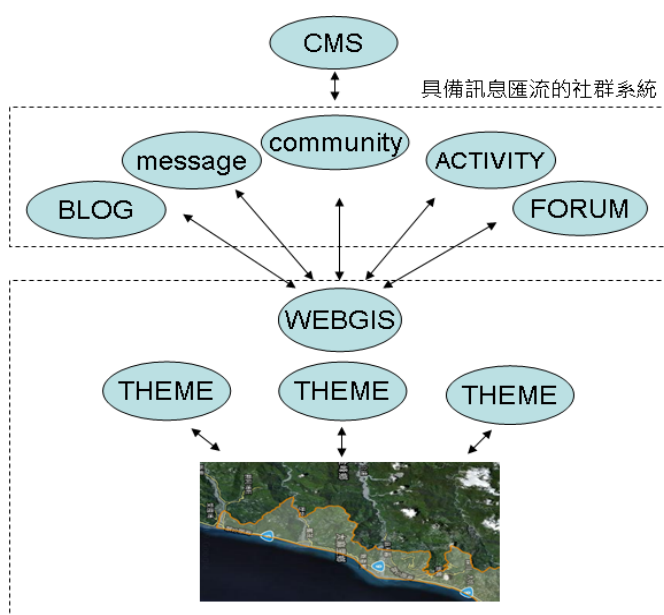 CMS
具備訊息匯流的社群系統
community
message
ACTIVITY
BLOG
FORUM
WEBGIS
THEME
THEME
THEME